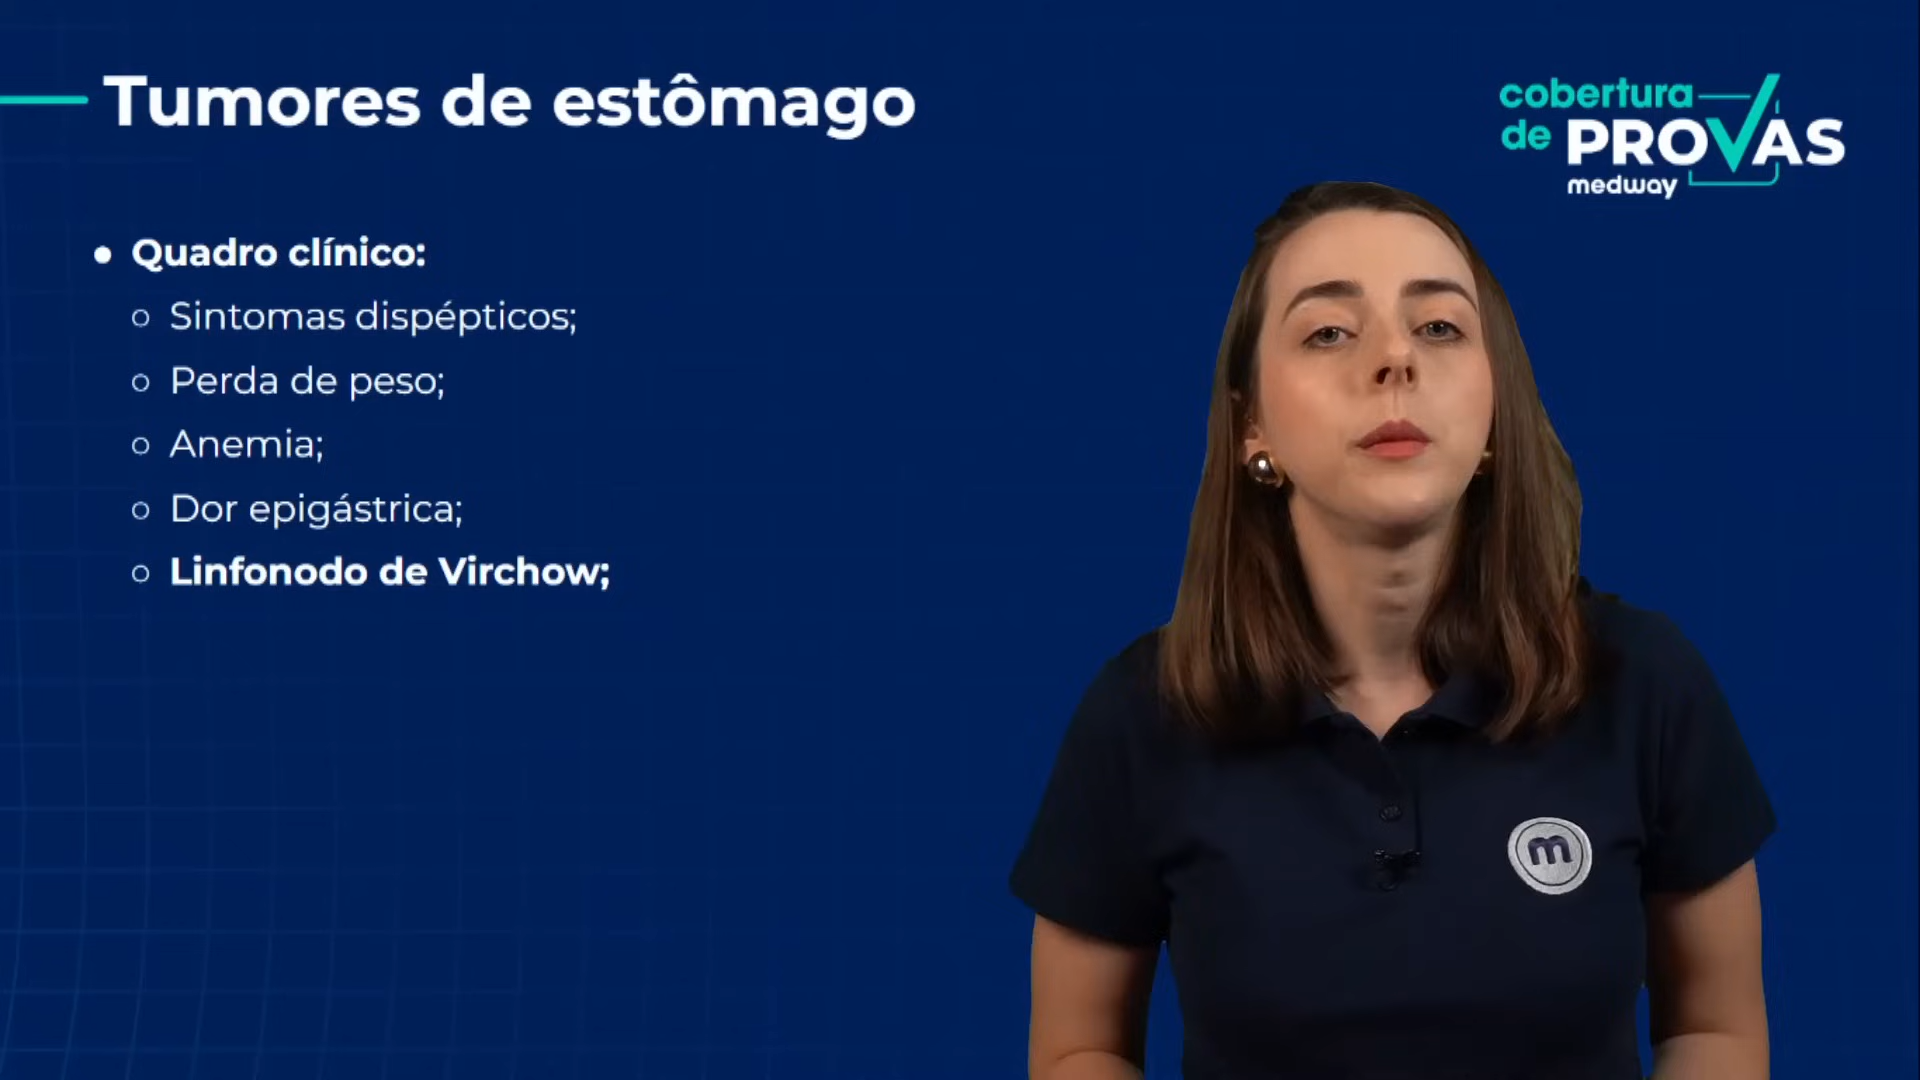 Tumores de estômago
cobertura
de PROVAS
medway
● Quadro clínico:
○ Sintomas dispépticos;
○ Perda de peso;
○ Anemia;
○ Dor epigástrica;
○ Linfonodo de Virchow;
m